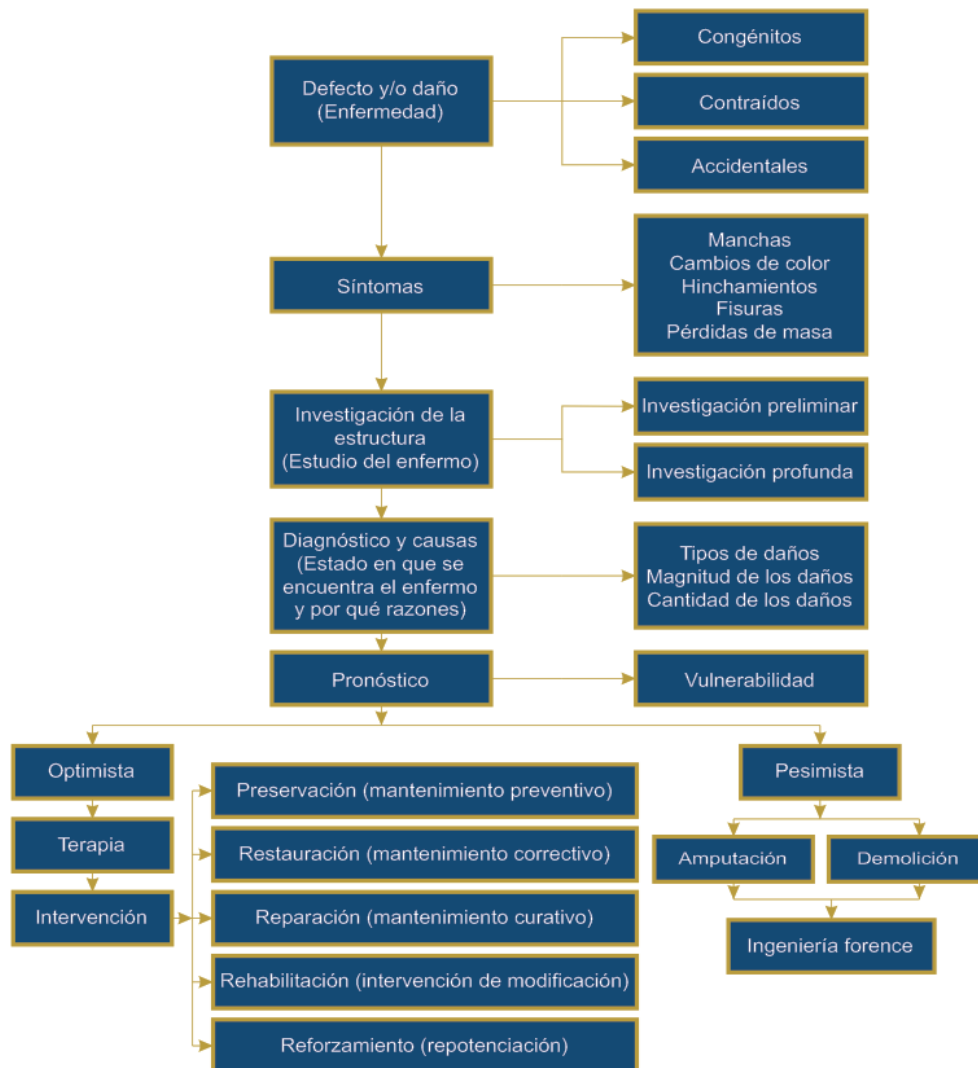 Defecto y/o daño
(Enfermedad)
Congénitos
Contraídos
Accidentales
Síntomas
Manchas
Cambios de color
Hinchamientos
Fisuras
Pérdidas de masa
Investigación de la
estructura
(Estudio del enfermo)
Investigación preliminar
Investigación profunda
Diagnóstico y causas
(Estado en que se
encuentra el enfermo
y por qué razones)
Tipos de daños
Magnitud de los daños
Cantidad de los daños
Pronóstico
Vulnerabilidad
Optimista
Terapia
Intervención
Preservación (mantenimiento preventivo)
Restauración (mantenimiento correctivo)
Reparación (mantenimiento curativo)
Rehabilitación (intervención de modificación)
Reforzamiento (repotenciación)
Pesimista
Amputación
Demolición
Ingeniería forence